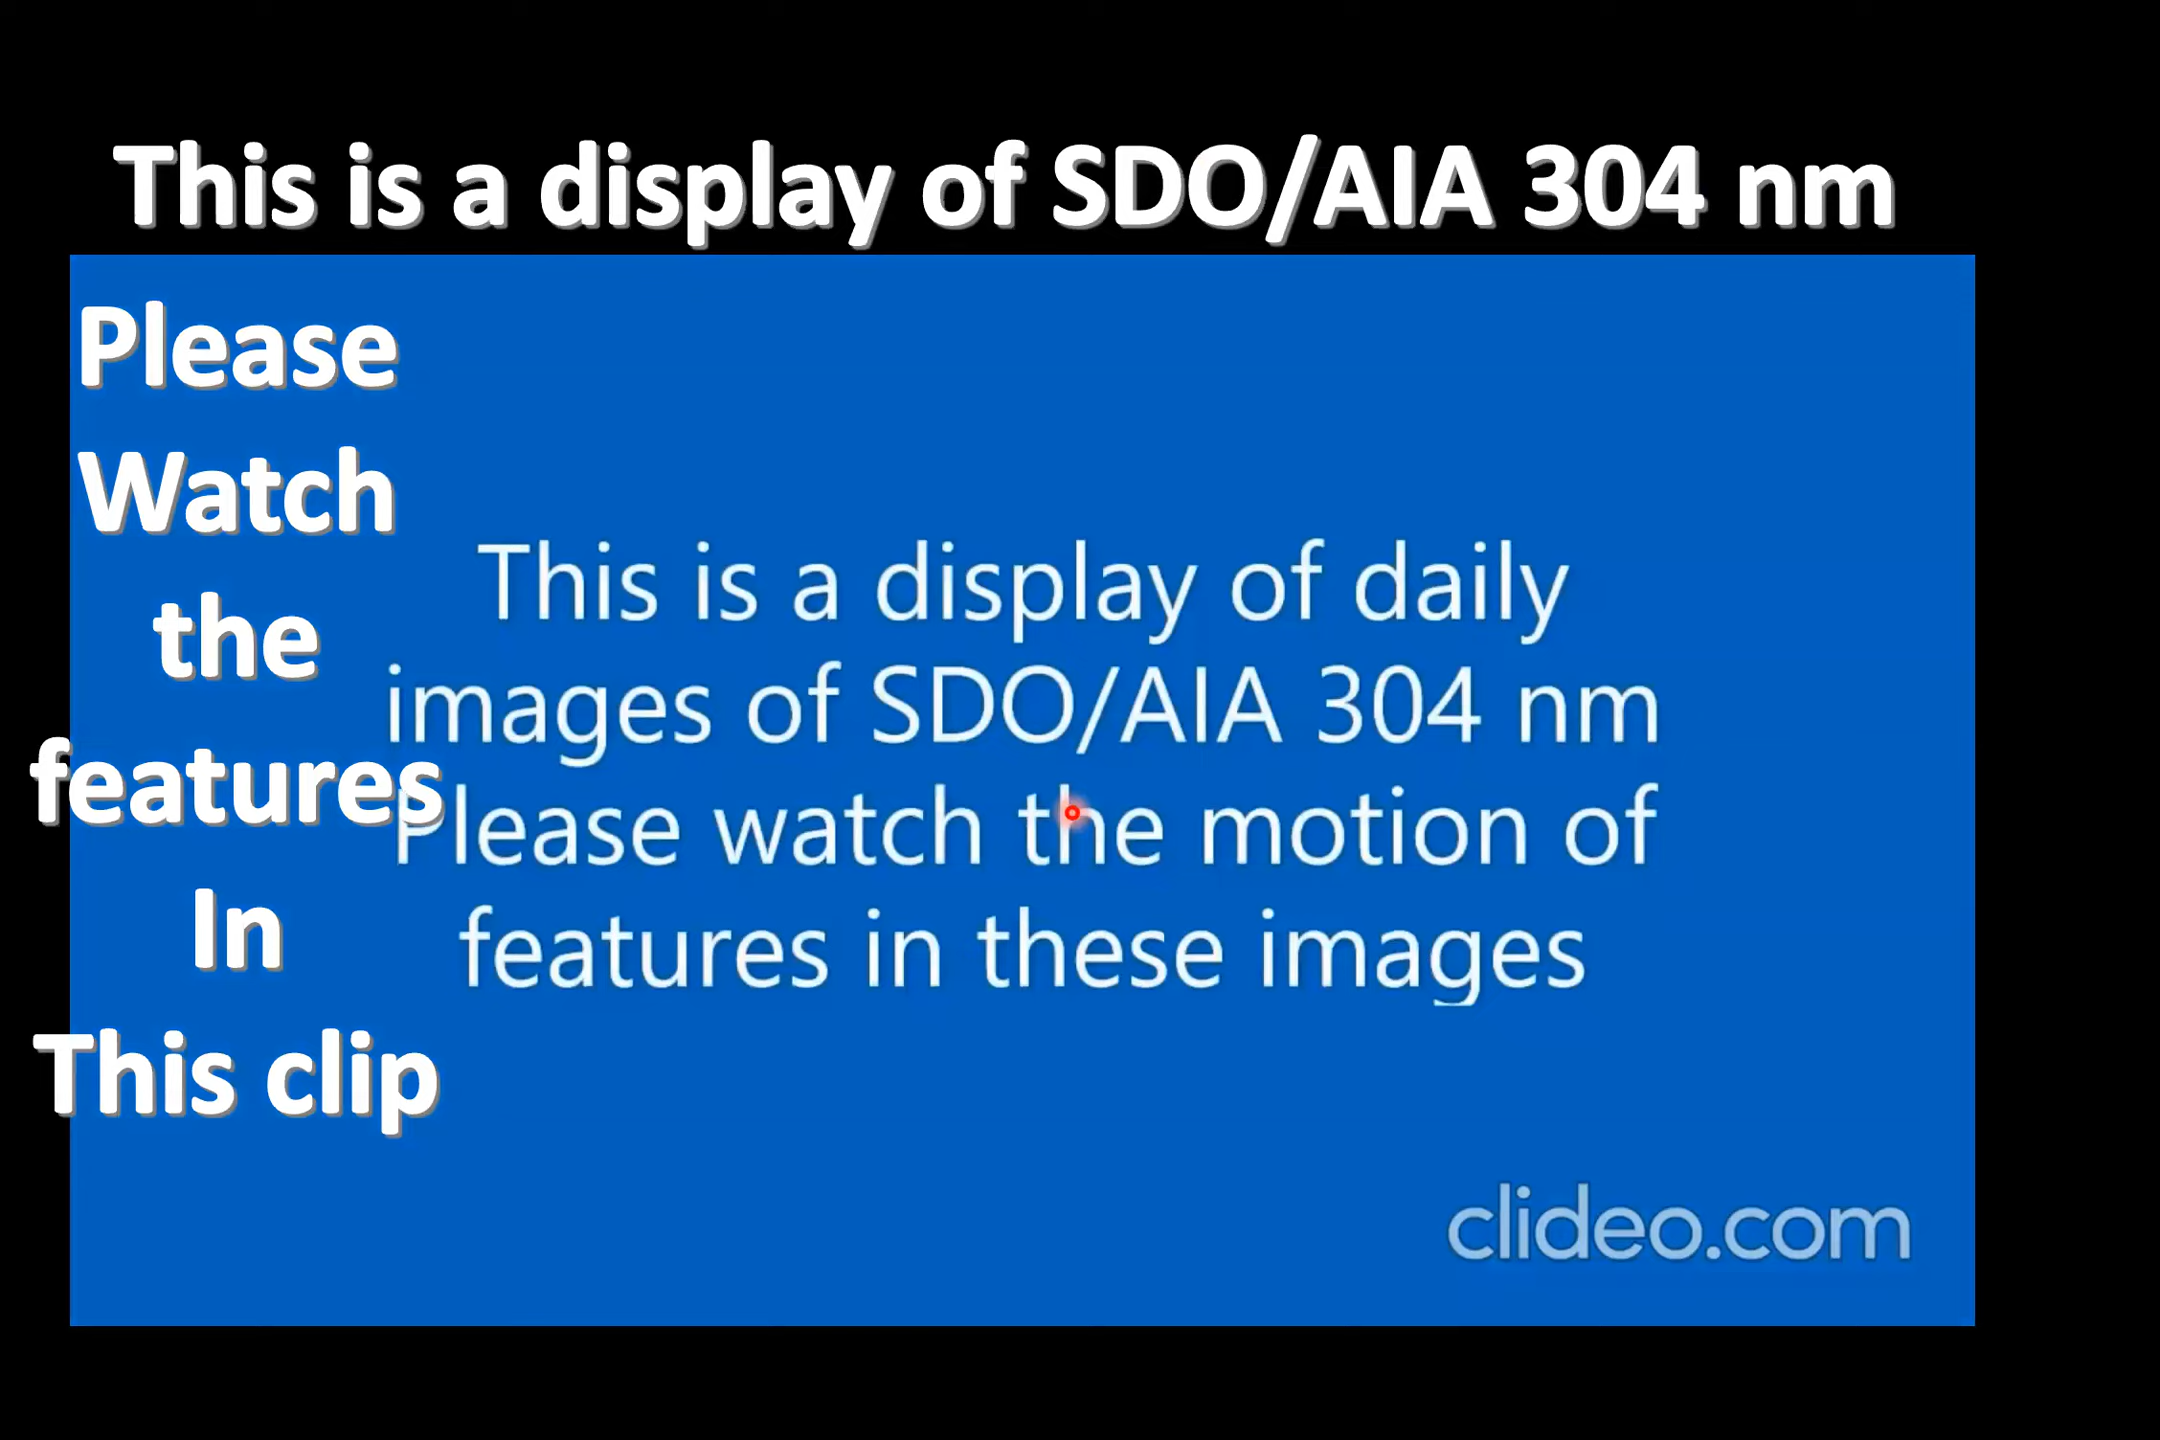 This is a display of SDO/AIA 304 nm
Please
Watch
the
features
In
This clip
This is a display of daily
images of SDO/AIA 304 nm
Please watch the motion of
features in these images
clideo.com